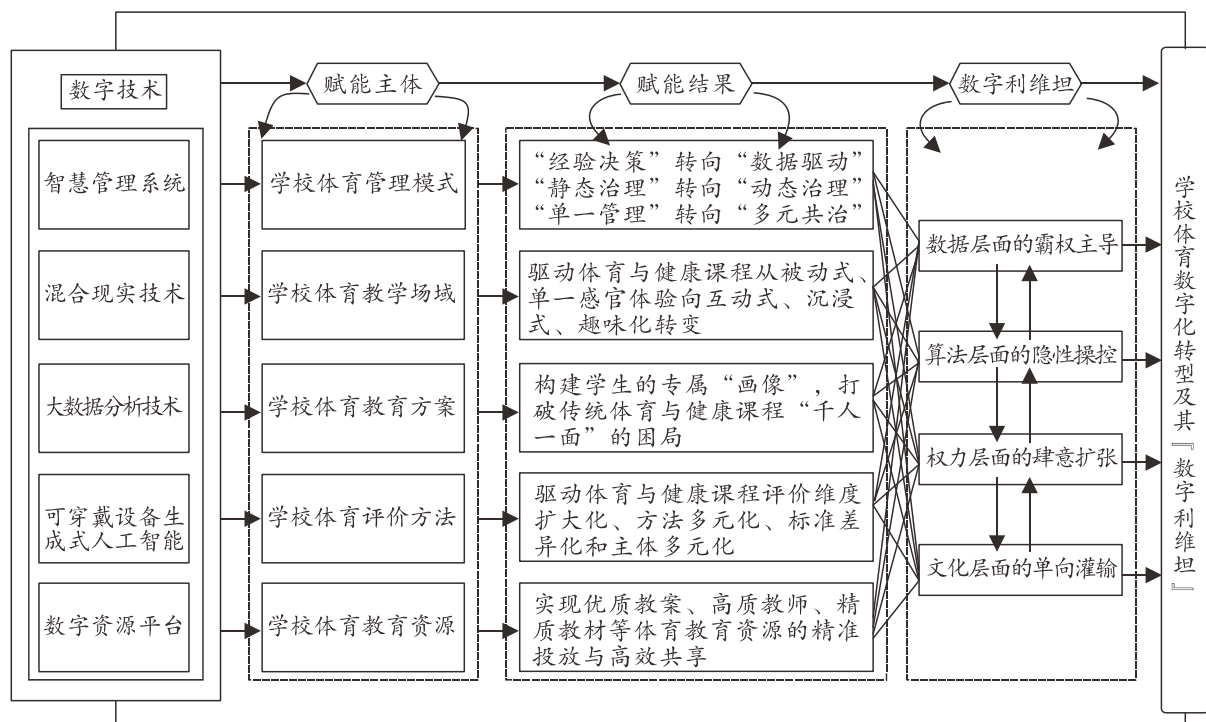 数字技术
赋能主体
赋能结果
数字利维坦
智慧管理系统
混合现实技术
大数据分析技术
可穿戴设备生
成式人工智能
数字资源平台
学校体育管理模式
学校体育教学场域
学校体育教育方案
学校体育评价方法
学校体育教育资源
“经验决策”转向“数据驱动”
“静态治理”转向“动态治理”
“单一管理”转向“多元共治”
驱动体育与健康课程从被动式、
单一感官体验向互动式、沉浸
式、趣味化转变
构建学生的专属“画像”，打
破传统体育与健康课程“千人
一面”的困局
驱动体育与健康课程评价维度
扩大化、方法多元化、标准差
异化和主体多元化
实现优质教案、高质教师、精
质教材等体育教育资源的精准
投放与高效共享
数据层面的霸权主导
算法层面的隐性操控
权力层面的肆意扩张
文化层面的单向灌输
学校体育数字化转型及其『数字利维坦』